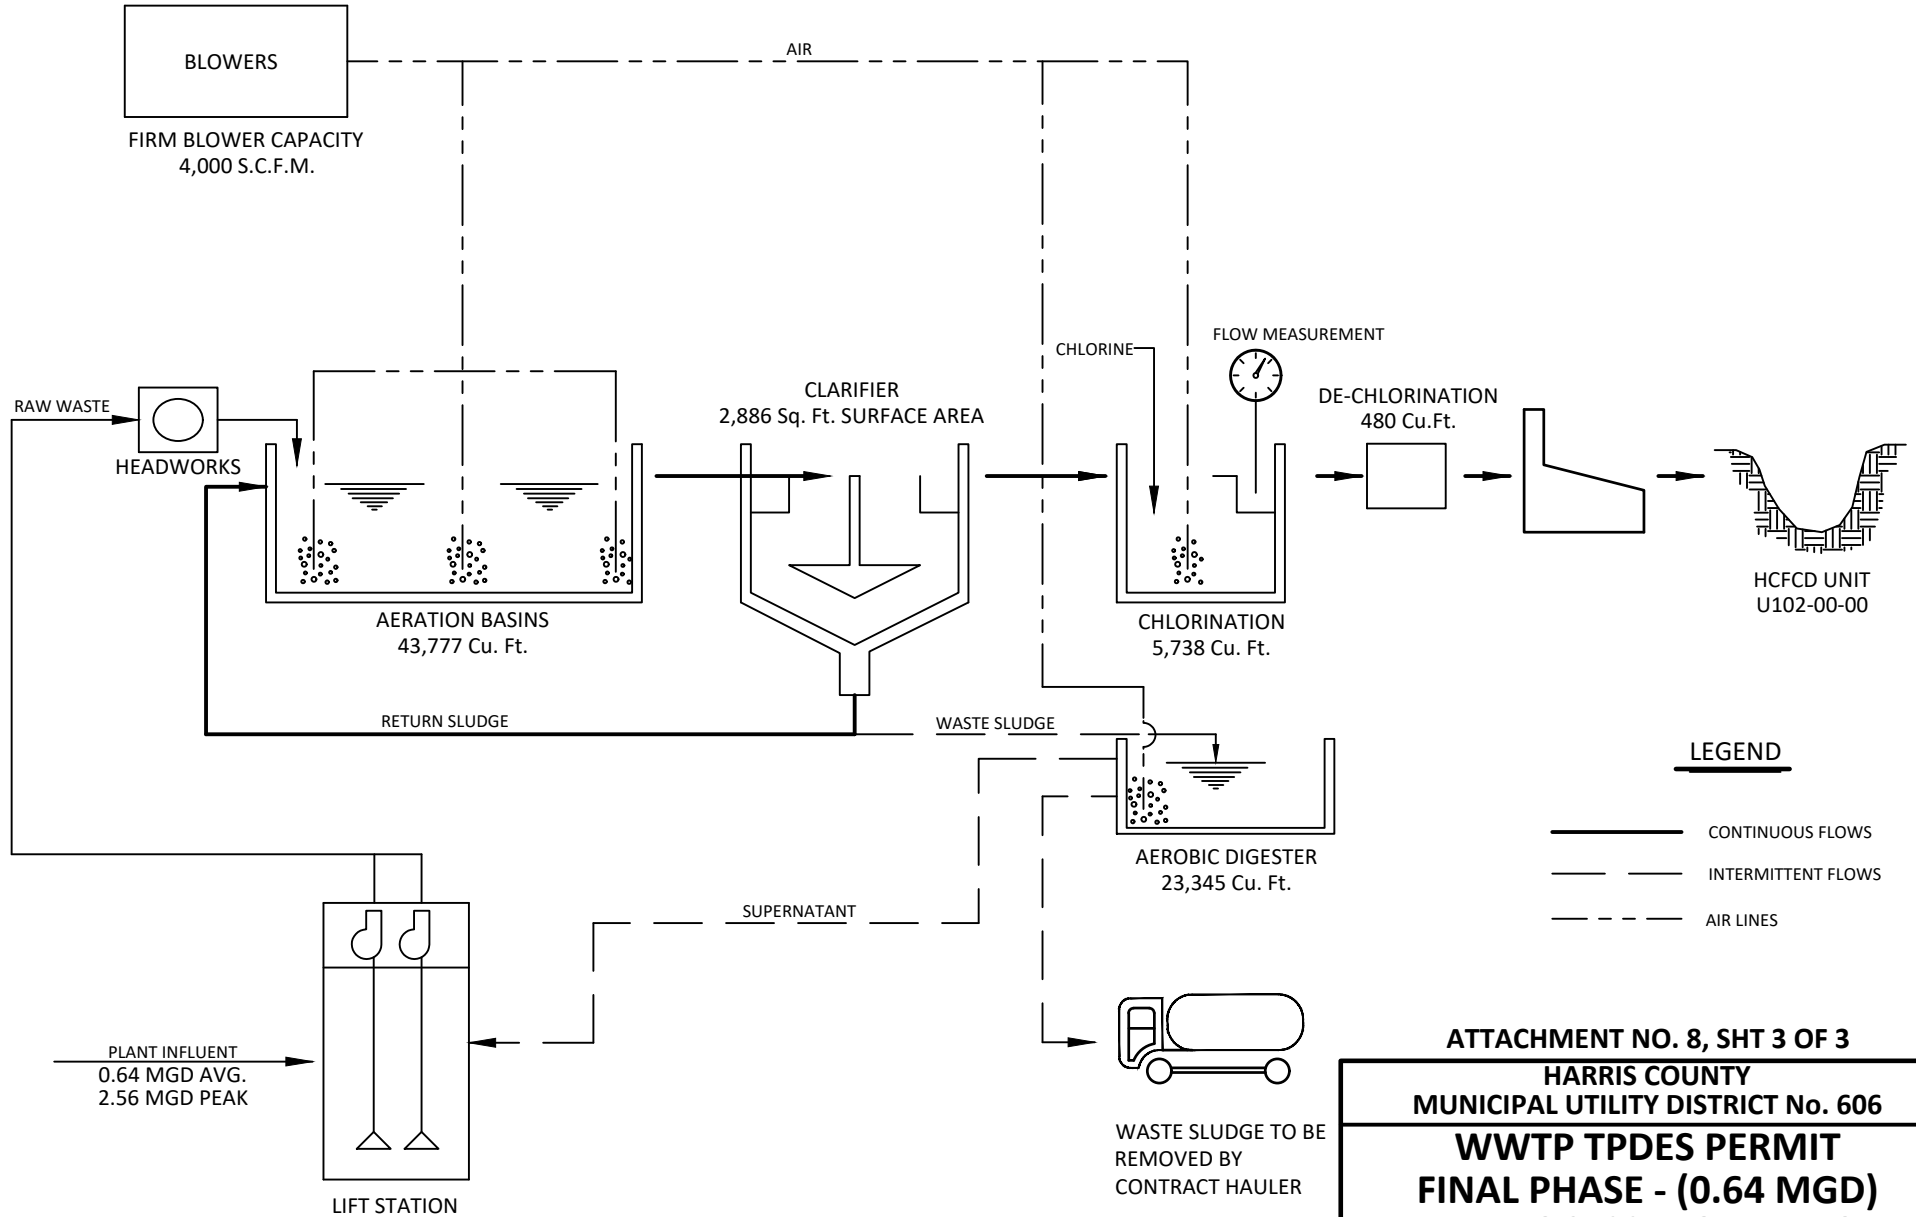 BLOWERS
FIRM BLOWER CAPACITY
4,000 S.C.F.M.
AIR
FLOW MEASUREMENT
CHLORINE
RAW WASTE
HEADWORKS
CLARIFIER
2,886 Sq. Ft. SURFACE AREA
DE-CHLORINATION
480 Cu.Ft.
AERATION BASINS
43,777 Cu. Ft.
CHLORINATION
5,738 Cu. Ft.
HCFCD UNIT
U102-00-00
RETURN SLUDGE
WASTE SLUDGE
AEROBIC DIGESTER
23,345 Cu. Ft.
SUPERNATANT
LEGEND
CONTINUOUS FLOWS
INTERMITTENT FLOWS
AIR LINES
PLANT INFLUENT
0.64 MGD AVG.
2.56 MGD PEAK
LIFT STATION
WASTE SLUDGE TO BE
REMOVED BY
CONTRACT HAULER
ATTACHMENT NO. 8, SHT 3 OF 3
HARRIS COUNTY
MUNICIPAL UTILITY DISTRICT No. 606
WWTP TPDES PERMIT
FINAL PHASE - (0.64 MGD)